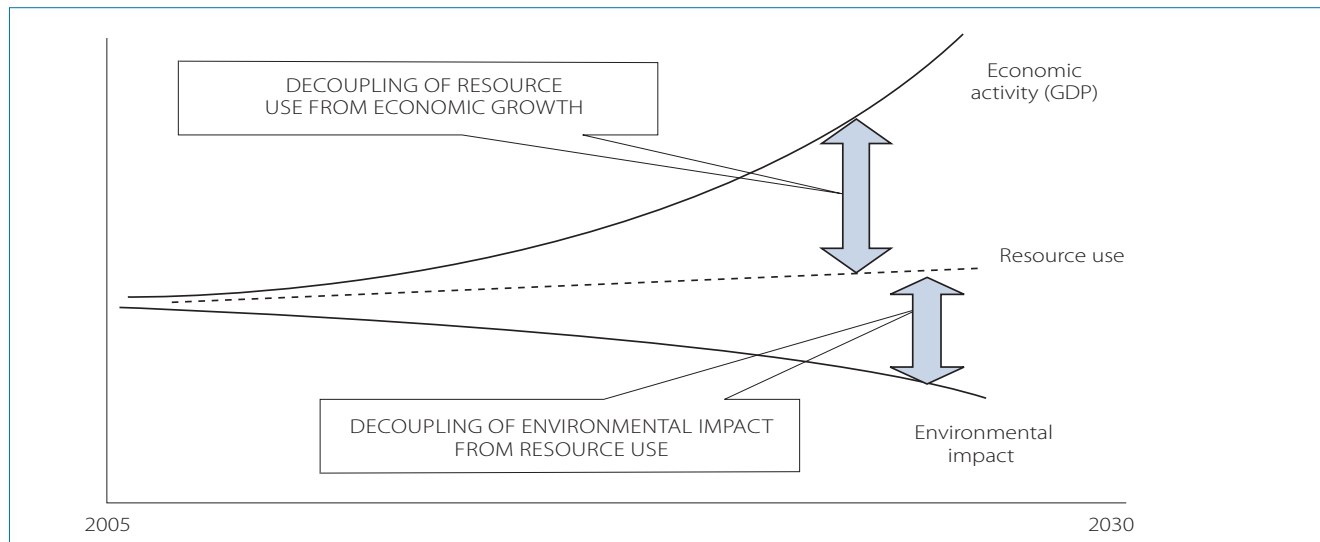 DECOUPLING OF RESOURCE
USE FROM ECONOMIC GROWTH
Economic
activity (GDP)
Resource use
DECOUPLING OF ENVIRONMENTAL IMPACT
FROM RESOURCE USE
Environmental
impact
2005
2030